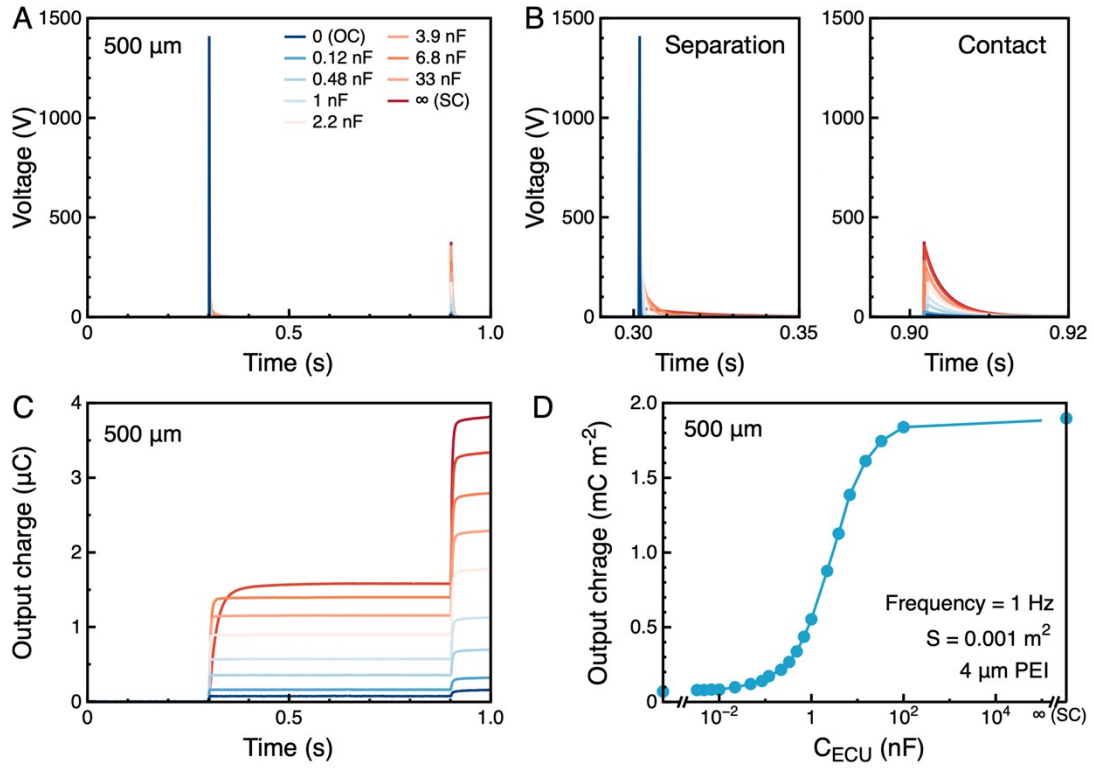 A
1500
1000
500
0
Voltage (V)
500 μm
0 (OC)
0.12 nF
0.48 nF
1 nF
2.2 nF
3.9 nF
6.8 nF
33 nF
∞ (SC)
0
0.5
1.0
Time (s)
B
1500
1000
500
0
Voltage (V)
Separation
0.30
0.35
Time (s)
1500
1000
500
0
Contact
0.90
0.92
Time (s)
C
4
3
2
1
0
Output charge (μC)
500 μm
0
0.5
1.0
Time (s)
D
2.0
1.5
1.0
0.5
0
Output chrage (mC m⁻²)
500 μm
Frequency = 1 Hz
S = 0.001 m²
4 μm PEI
10⁻² 1 10² 10⁴ ∞ (SC)
C_ECU (nF)